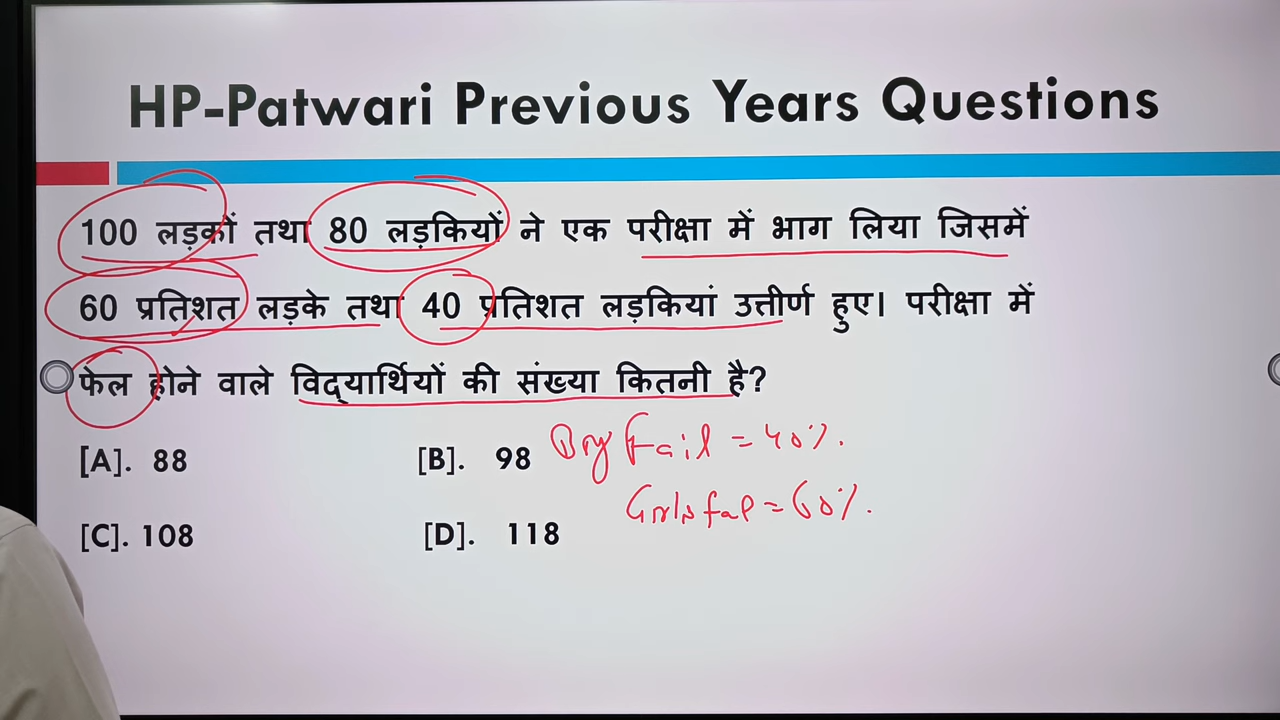 HP-Patwari Previous Years Questions
100 लड़कों तथा 80 लड़कियों ने एक परीक्षा में भाग लिया जिसमें
60 प्रतिशत लड़के तथा 40 प्रतिशत लड़कियां उत्तीर्ण हुए। परीक्षा में
फेल होने वाले विद्यार्थियों की संख्या कितनी है?
[A]. 88 [B]. 98
Boy Fail = 40%.
Girls fail = 60%.
[C]. 108 [D]. 118